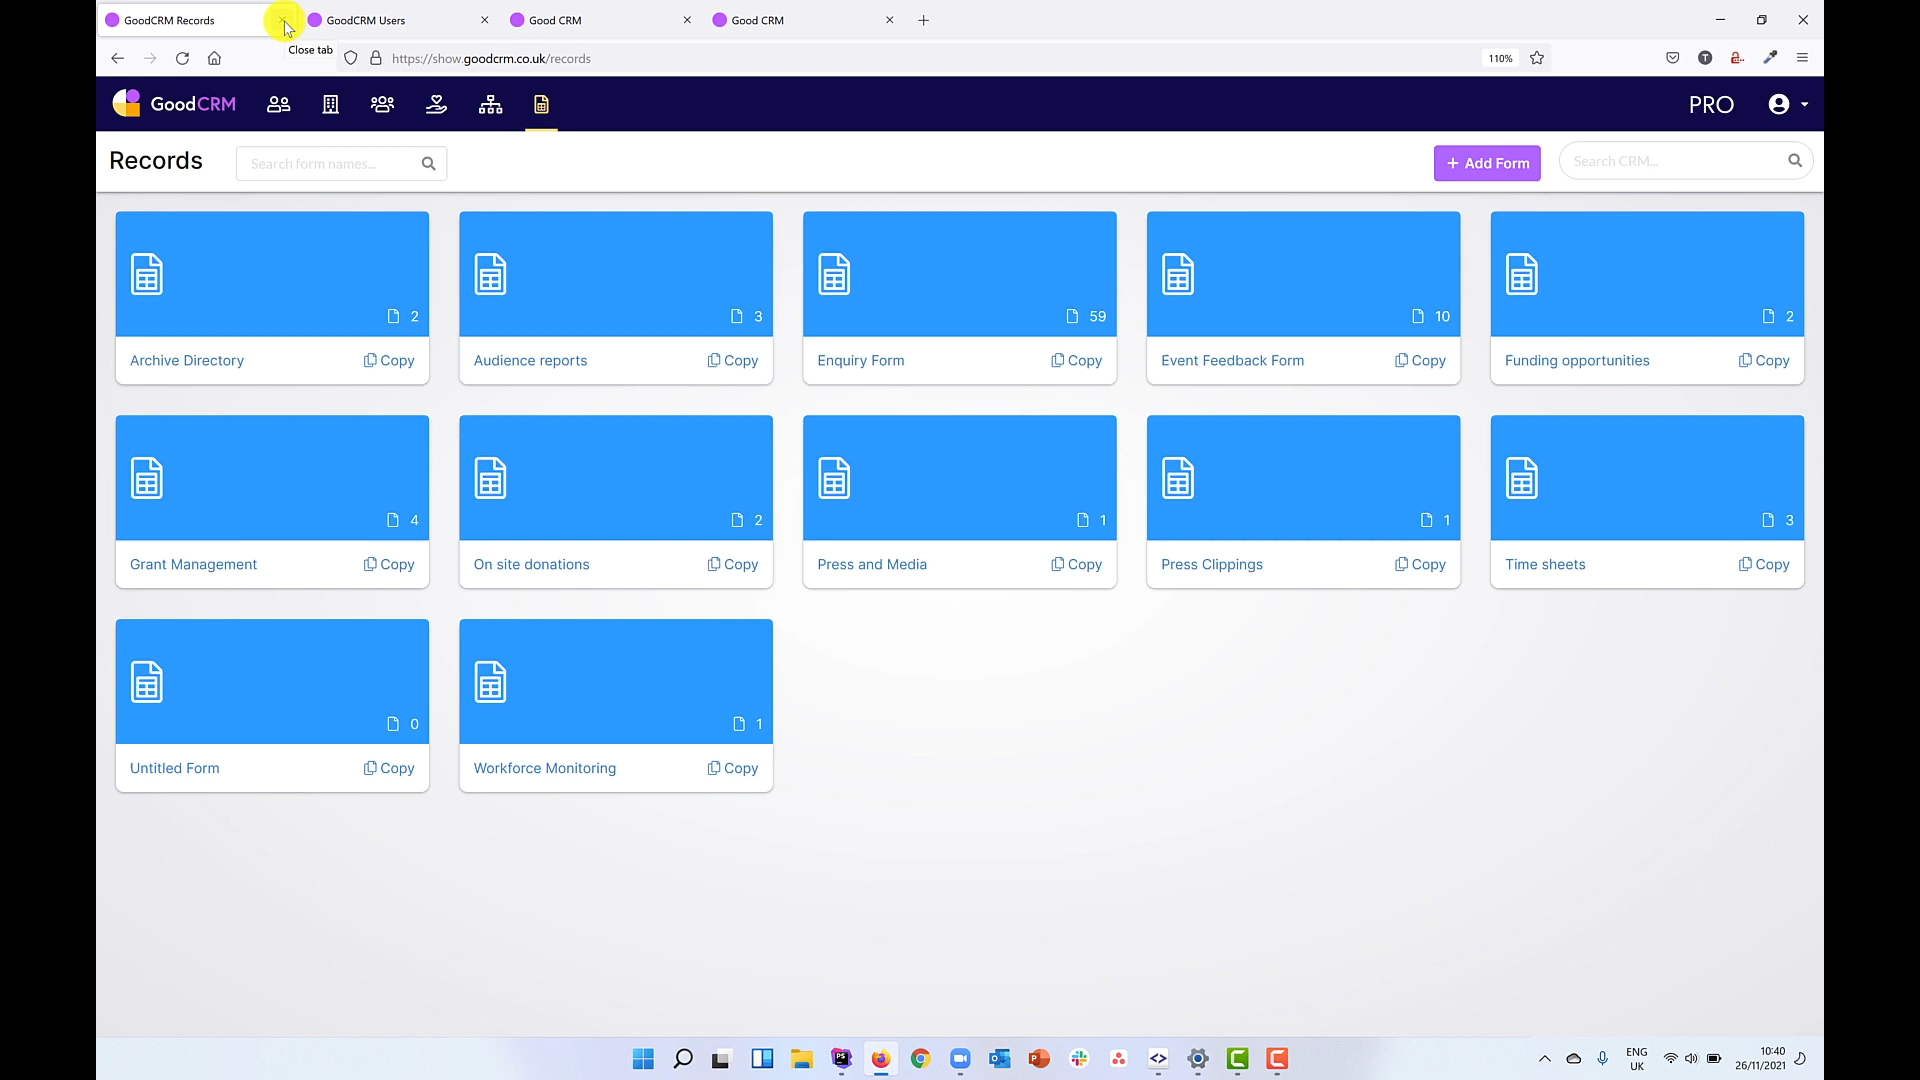 GoodCRM Records
GoodCRM Users
Good CRM
Good CRM
Close tab
https://show.goodcrm.co.uk/records
110%
T
GoodCRM
PRO
Records
Search form names...
+ Add Form
Search CRM...
2
3
59
10
2
Archive Directory
Copy
Audience reports
Copy
Enquiry Form
Copy
Event Feedback Form
Copy
Funding opportunities
Copy
4
2
1
1
3
Grant Management
Copy
On site donations
Copy
Press and Media
Copy
Press Clippings
Copy
Time sheets
Copy
0
1
Untitled Form
Copy
Workforce Monitoring
Copy
PS
P
C
C
ENG
UK
10:40
26/11/2021